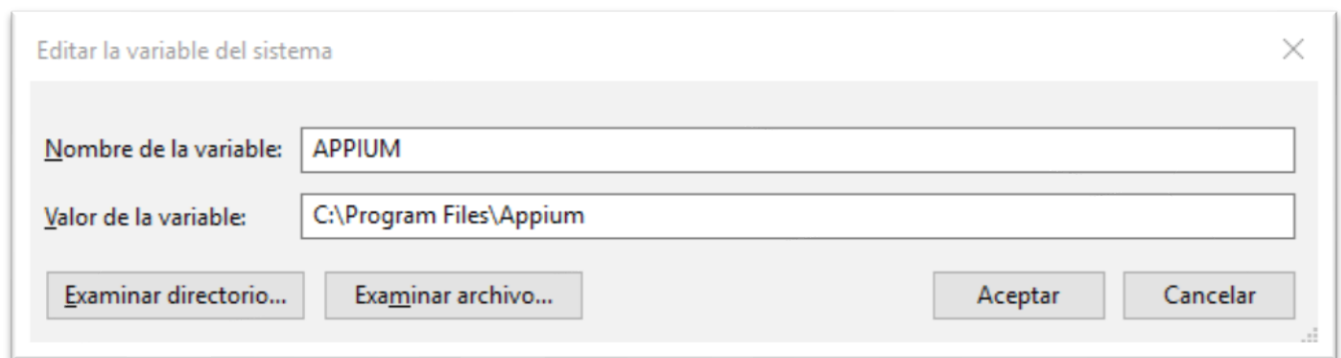 Editar la variable del sistema
Nombre de la variable: APPIUM
Valor de la variable: C:\Program Files\Appium
Examinar directorio... Examinar archivo... Aceptar Cancelar